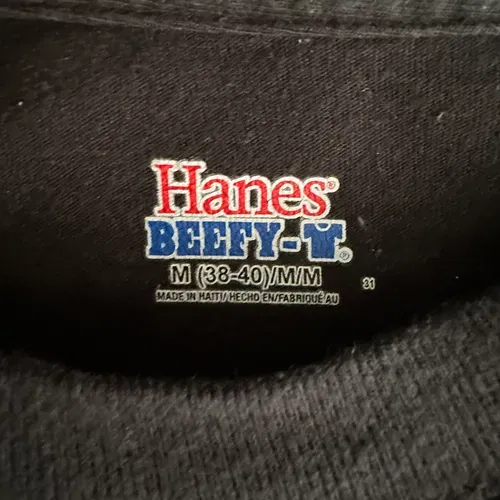 Hanes®
BEEFY-T®
M (38-40)/M/M
31
MADE IN HAITI/ HECHO EN/FABRIQUÉ AU